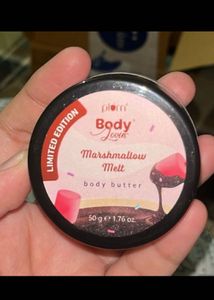 plum
Body
Lovin'
LIMITED EDITION
Marshmallow
Melt
body butter
50 g e 1.76 oz.